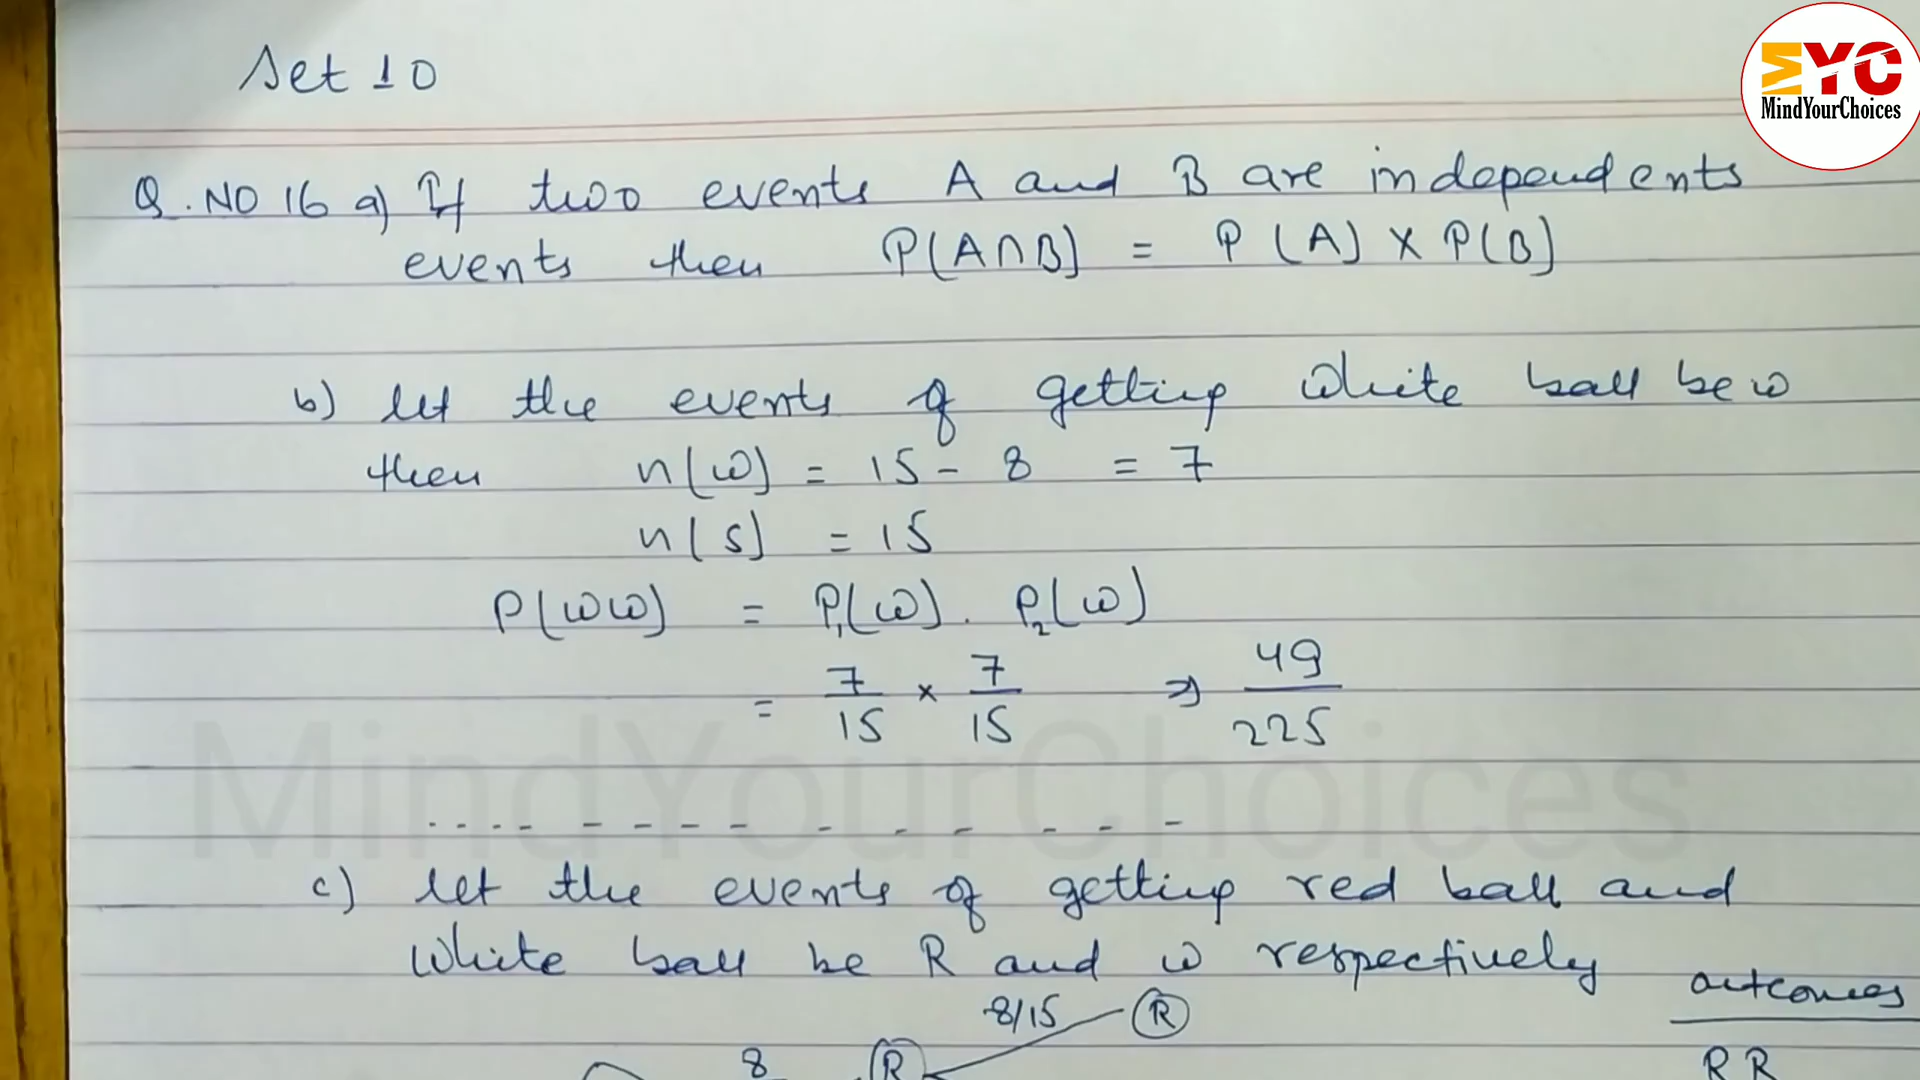 Set 10
MYC
MindYourChoices
Q.NO 16 a) If two events A and B are independents
events then P(A∩B) = P(A) × P(B)
b) let the events of getting white ball be w
then n(w) = 15 - 8 = 7
n(s) = 15
P(ww) = P₁(w) . P₂(w)
= 7/15 × 7/15 ⇒ 49/225
MindYourChoices
c) let the events of getting red ball and
white ball be R and w respectively
outcomes
8/15 R
8 R
RR